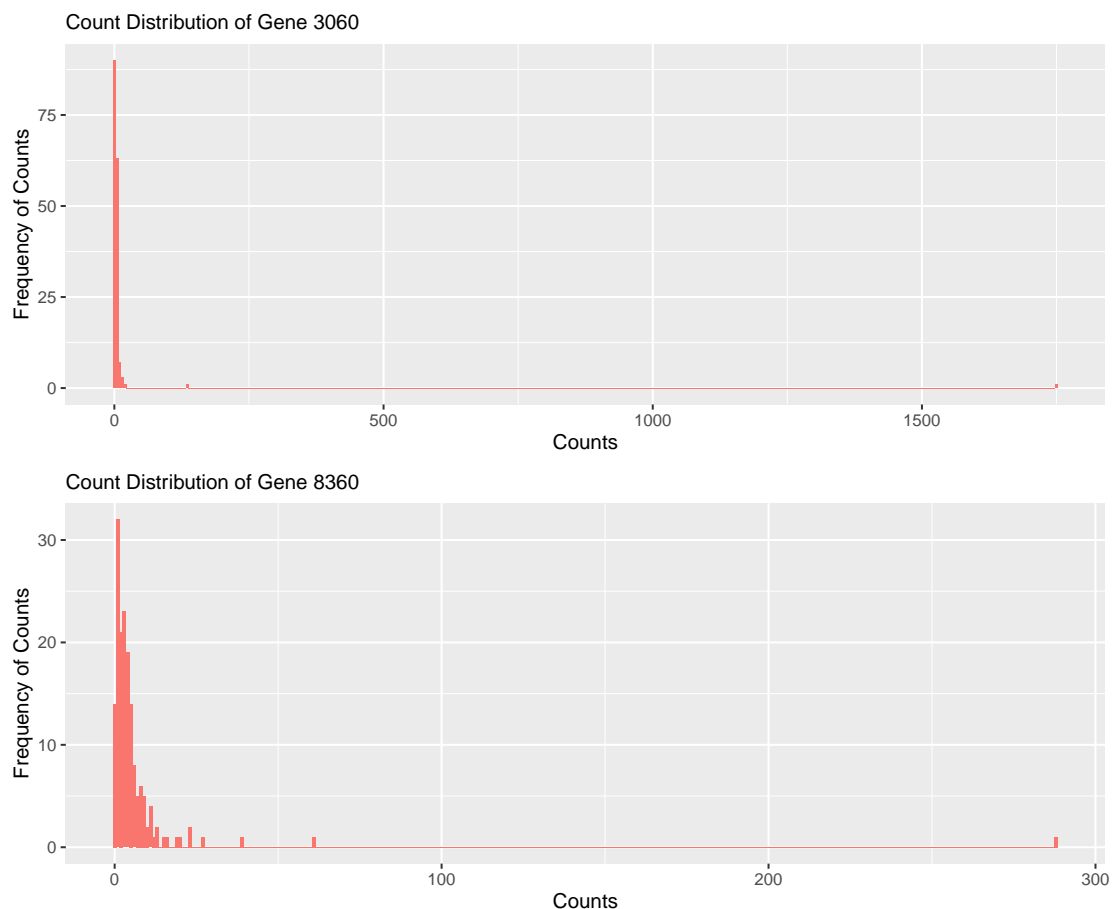 Count Distribution of Gene 3060
75
50
25
0
Frequency of Counts
0 500 1000 1500
Counts
Count Distribution of Gene 8360
30
20
10
0
Frequency of Counts
0 100 200 300
Counts